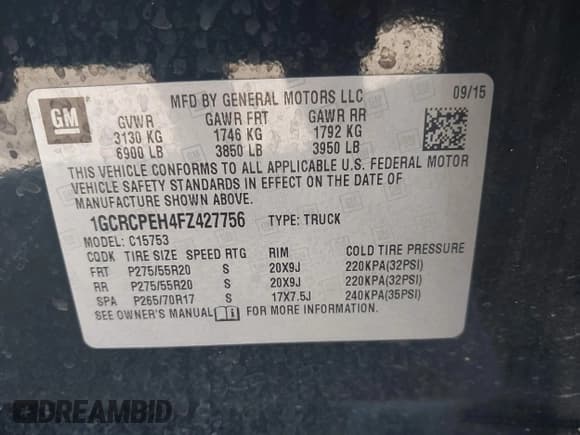 GM
MFD BY GENERAL MOTORS LLC 09/15
GVWR GAWR FRT GAWR RR
3130 KG 1746 KG 1792 KG
6900 LB 3850 LB 3950 LB
THIS VEHICLE CONFORMS TO ALL APPLICABLE U.S. FEDERAL MOTOR
VEHICLE SAFETY STANDARDS IN EFFECT ON THE DATE OF
MANUFACTURE SHOWN ABOVE.
1GCRCPEH4FZ427756 TYPE: TRUCK
MODEL: C15753
CQDK TIRE SIZE SPEED RTG RIM COLD TIRE PRESSURE
FRT P275/55R20 S 20X9J 220KPA(32PSI)
RR P275/55R20 S 20X9J 220KPA(32PSI)
SPA P265/70R17 S 17X7.5J 240KPA(35PSI)
SEE OWNER'S MANUAL FOR MORE INFORMATION.
DREAMBID